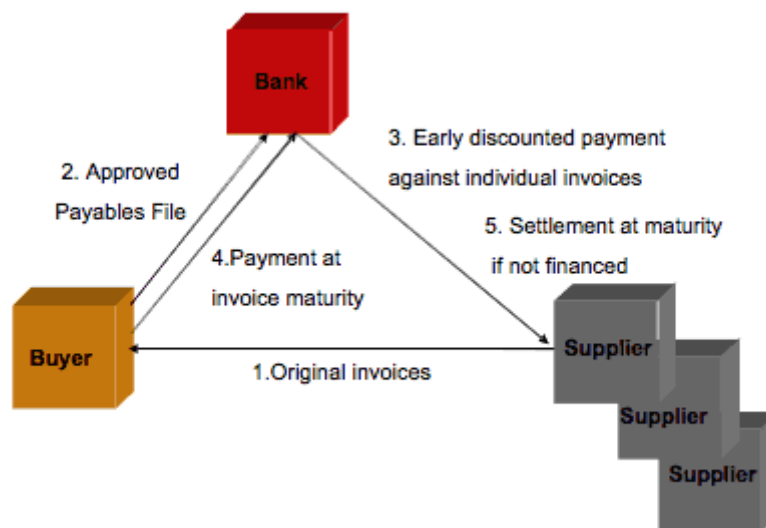 Bank
3. Early discounted payment
against individual invoices
2. Approved
Payables File
5. Settlement at maturity
if not financed
4.Payment at
invoice maturity
Buyer
Supplier
1.Original invoices
Supplier
Supplier